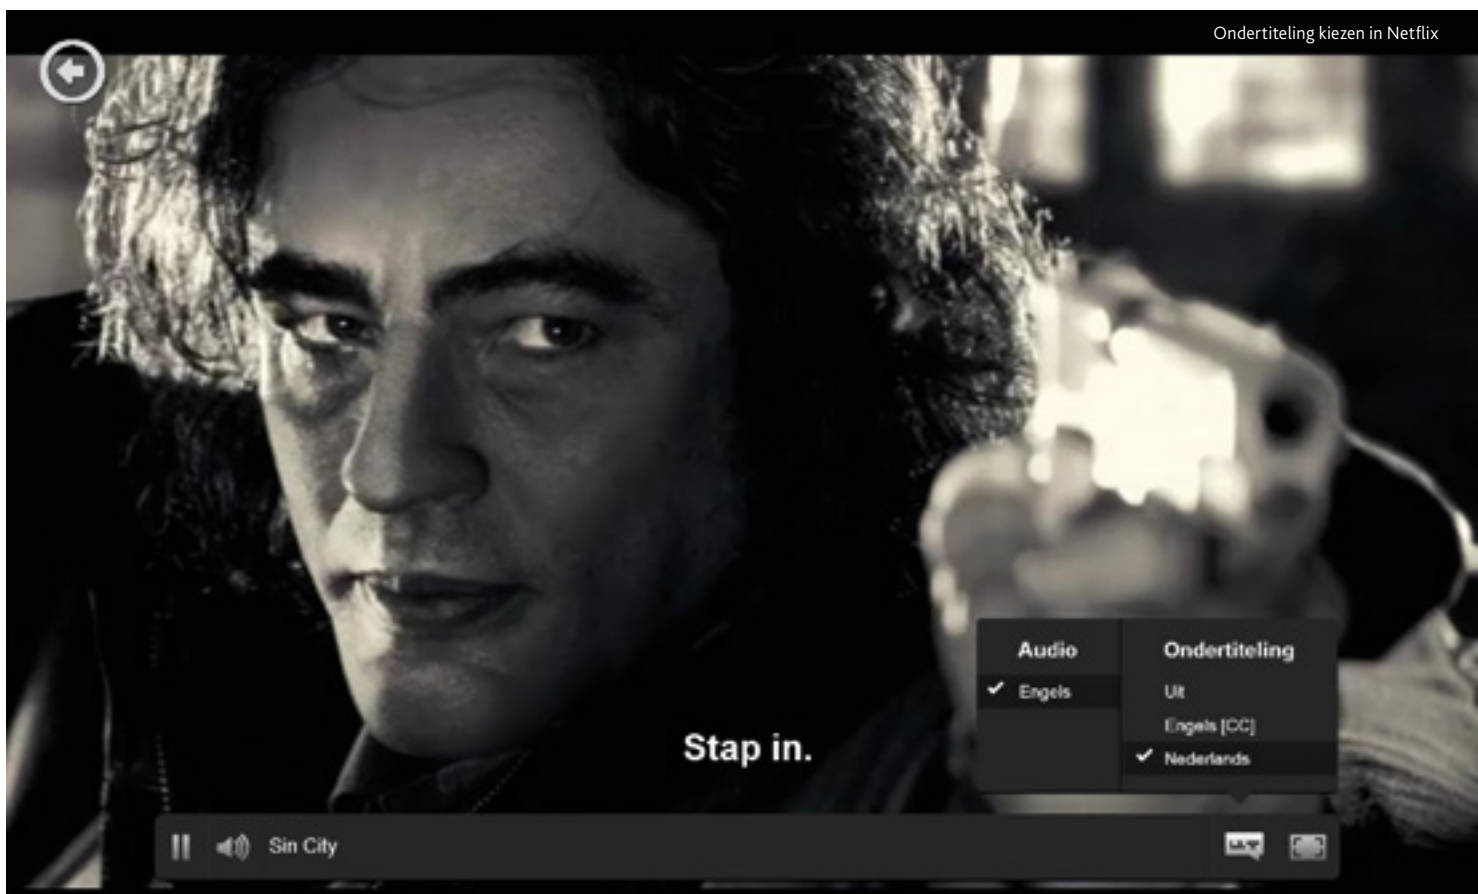 Ondertiteling kiezen in Netflix
Audio
Ondertiteling
Engels
Uit
Engels [CC]
Nederlands
Stap in.
Sin City